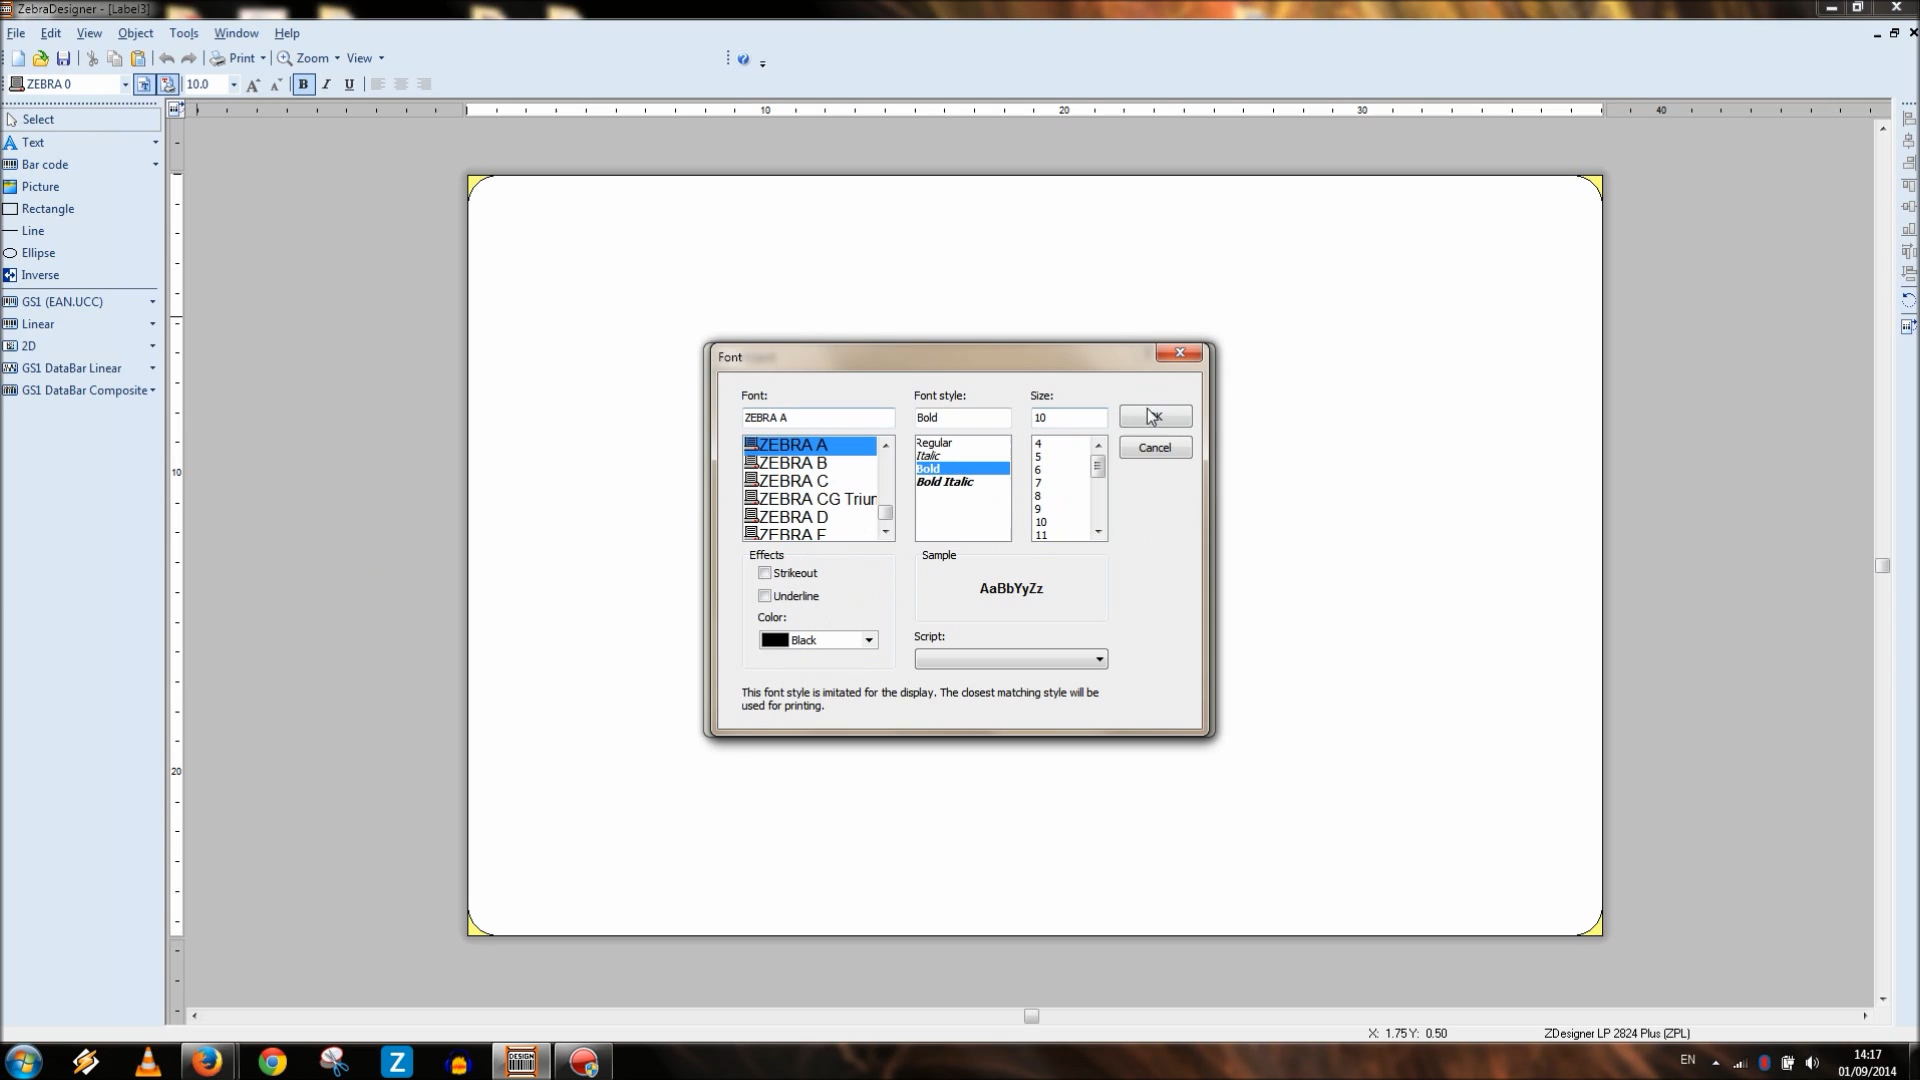 ZebraDesigner - [Label3]
File Edit View Object Tools Window Help
Print Zoom View
ZEBRA 0 10.0 B I U
Select
Text
Bar code
Picture
Rectangle
Line
Ellipse
Inverse
GS1 (EAN.UCC)
Linear
2D
GS1 DataBar Linear
GS1 DataBar Composite
10 20 30 40
10
20
Font
Font: Font style: Size:
ZEBRA A Bold 10
Cancel
ZEBRA A
ZEBRA B
ZEBRA C
ZEBRA CG Triur
ZEBRA D
Regular
Italic
Bold
Bold Italic
4
5
6
7
8
9
10
11
Effects
Strikeout
Underline
Color:
Black
Sample
AaBbYyZz
Script:
This font style is imitated for the display. The closest matching style will be
used for printing.
X: 1.75 Y: 0.50 ZDesigner LP 2824 Plus (ZPL)
Z
DESIGN
EN
14:17
01/09/2014